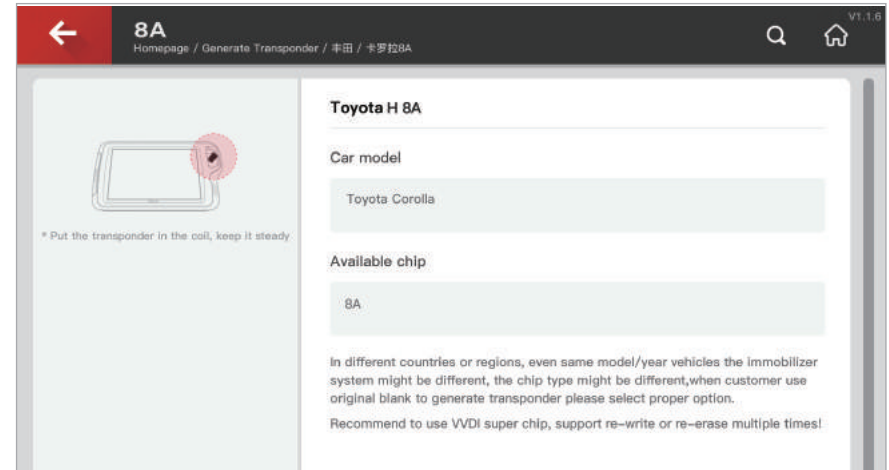 8A
V1.1.6
Homepage / Generate Transponder / 丰田 / 卡罗拉8A
Toyota H 8A
Car model
Toyota Corolla
* Put the transponder in the coil, keep it steady
Available chip
8A
In different countries or regions, even same model/year vehicles the immobilizer
system might be different, the chip type might be different,when customer use
original blank to generate transponder please select proper option.
Recommend to use VVDI super chip, support re-write or re-erase multiple times!